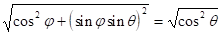 √(cos² φ + (sin φ sin θ)²) = √(cos² θ)